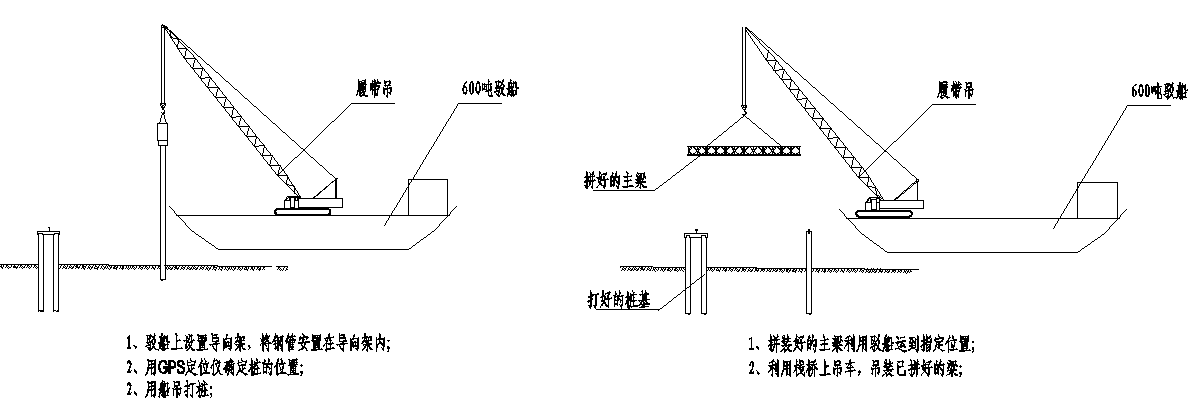 履带吊
600吨驳船
1、驳船上设置导向架，将钢管安置在导向架内；
2、用GPS定位仪确定桩的位置；
2、用船吊打桩；
履带吊
600吨驳船
拼好的主梁
打好的桩基
1、拼装好的主梁利用驳船运到指定位置；
2、利用栈桥上吊车，吊装已拼好的梁；